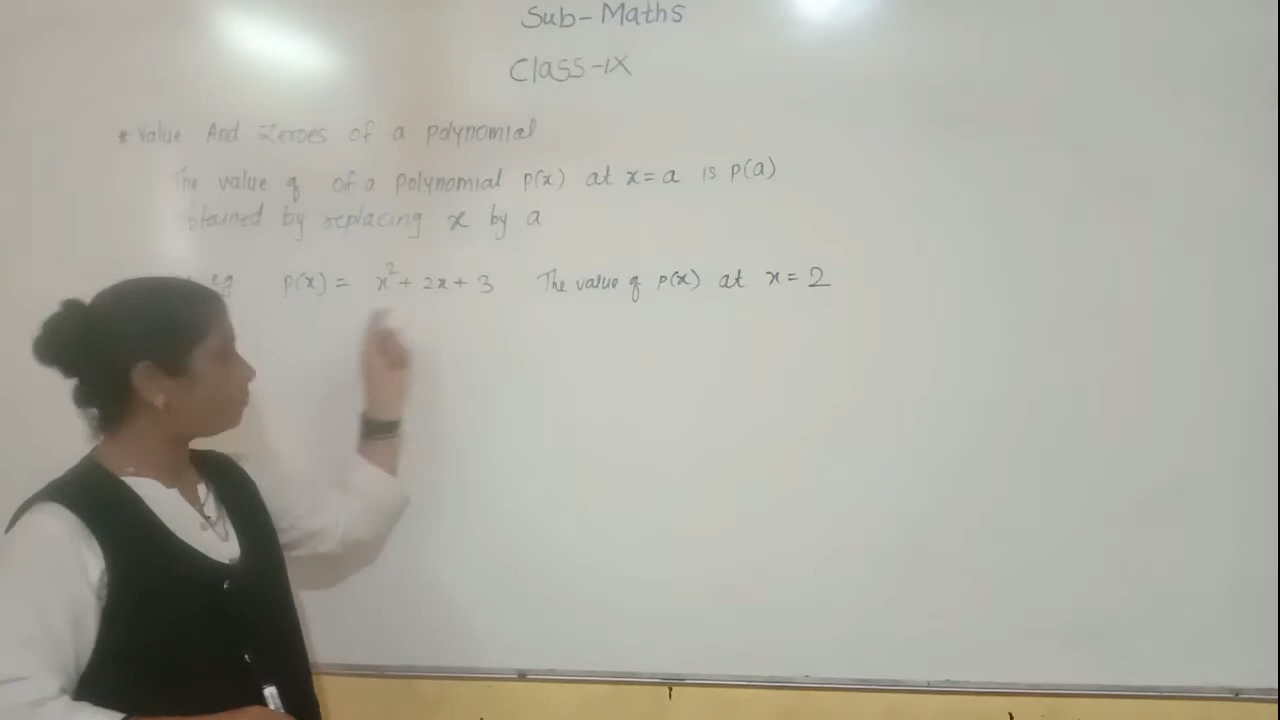 Sub-Maths
Class-IX
* Value And Zeroes of a polynomial
The value of of a polynomial p(x) at x=a is p(a)
obtained by replacing x by a
eg p(x) = x²+ 2x+ 3 The value of p(x) at x=2